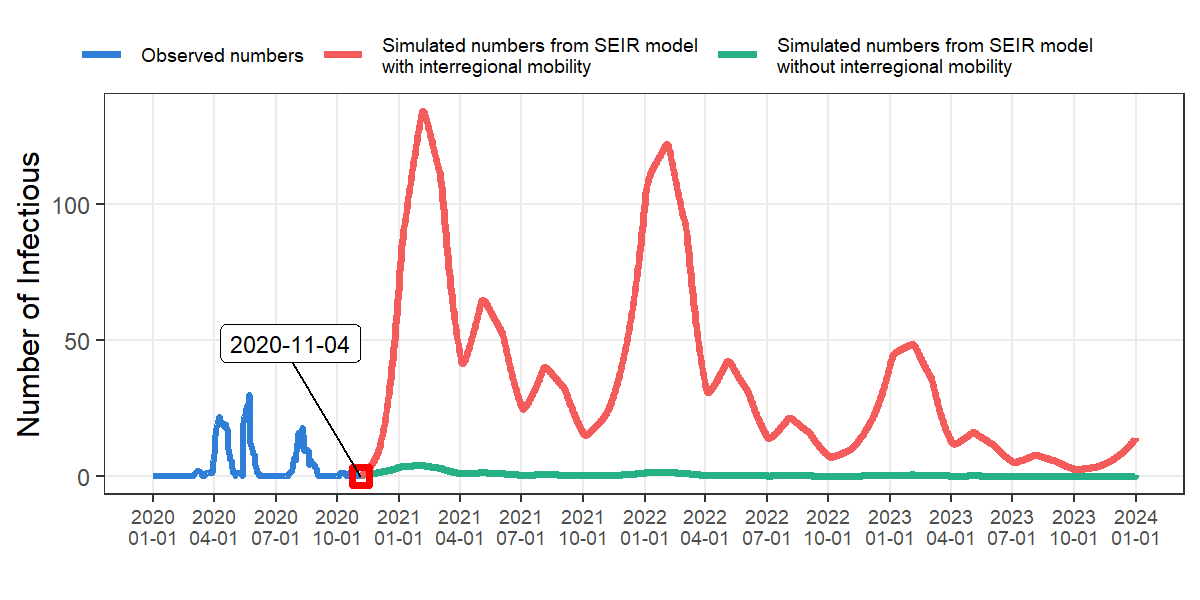 Observed numbers
Simulated numbers from SEIR model
with interregional mobility
Simulated numbers from SEIR model
without interregional mobility
Number of Infectious
100
50
0
2020-11-04
2020 2020 2020 2020 2021 2021 2021 2021 2022 2022 2022 2022 2023 2023 2023 2023 2024
01-01 04-01 07-01 10-01 01-01 04-01 07-01 10-01 01-01 04-01 07-01 10-01 01-01 04-01 07-01 10-01 01-01